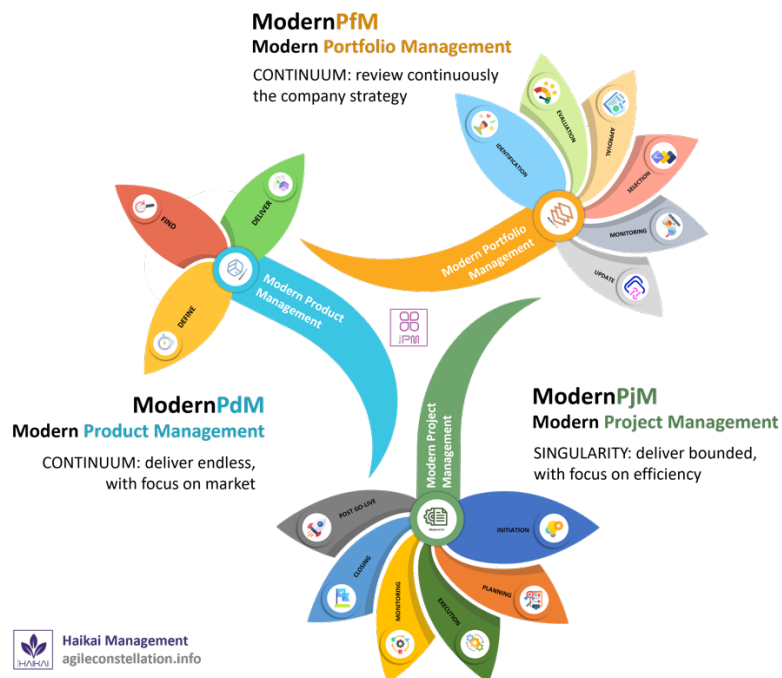 ModernPfM
Modern Portfolio Management
CONTINUUM: review continuously
the company strategy
IDENTIFICATION
EVALUATION
APPROVAL
SELECTION
MONITORING
UPDATE
Modern Portfolio
Management
FIND
DELIVER
DEFINE
Modern Product
Management
PM
ModernPdM
Modern Product Management
CONTINUUM: deliver endless,
with focus on market
ModernPjM
Modern Project Management
SINGULARITY: deliver bounded,
with focus on efficiency
Modern Project
Management
INITIATION
PLANNING
EXECUTION
MONITORING
CLOSING
POST GO-LIVE
HAIKAI
Haikai Management
agileconstellation.info